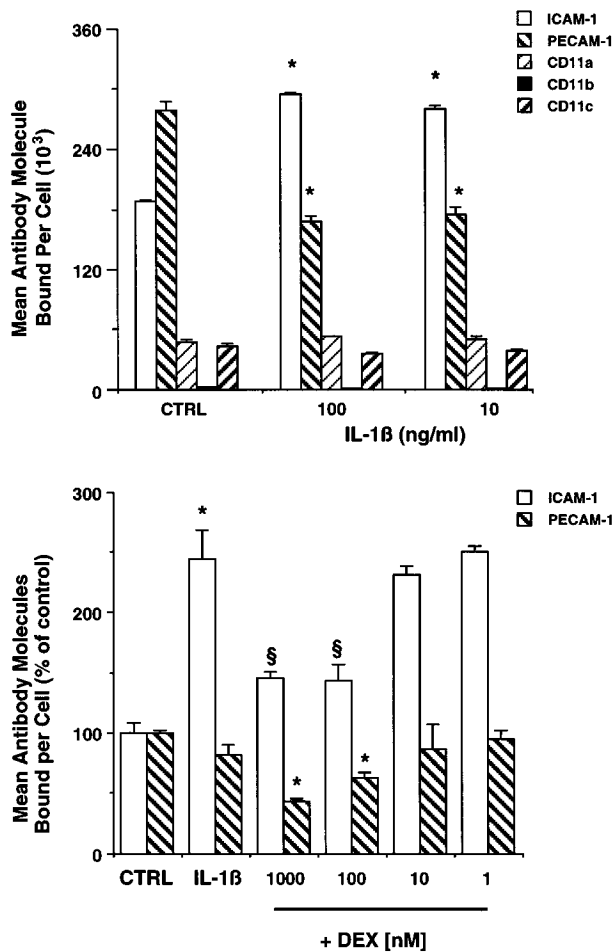 360
240
120
0
Mean Antibody Molecule
Bound Per Cell (10³)
ICAM-1
PECAM-1
CD11a
CD11b
CD11c
*
*
*
*
CTRL
100
10
IL-1ß (ng/ml)
300
200
100
0
Mean Antibody Molecules
Bound per Cell (% of control)
ICAM-1
PECAM-1
*
§
§
*
*
CTRL
IL-1ß
1000
100
10
1
+ DEX [nM]